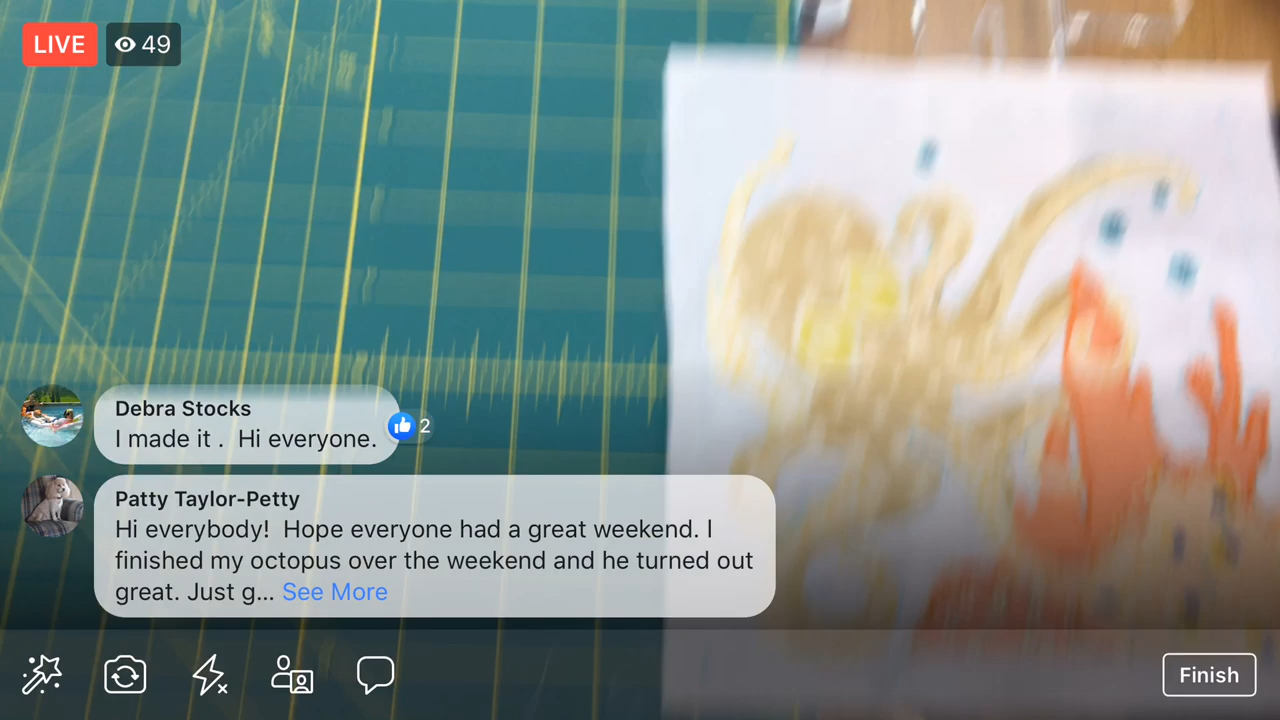 LIVE 49
Debra Stocks
I made it .  Hi everyone.
2
Patty Taylor-Petty
Hi everybody!  Hope everyone had a great weekend. I
finished my octopus over the weekend and he turned out
great. Just g... See More
Finish